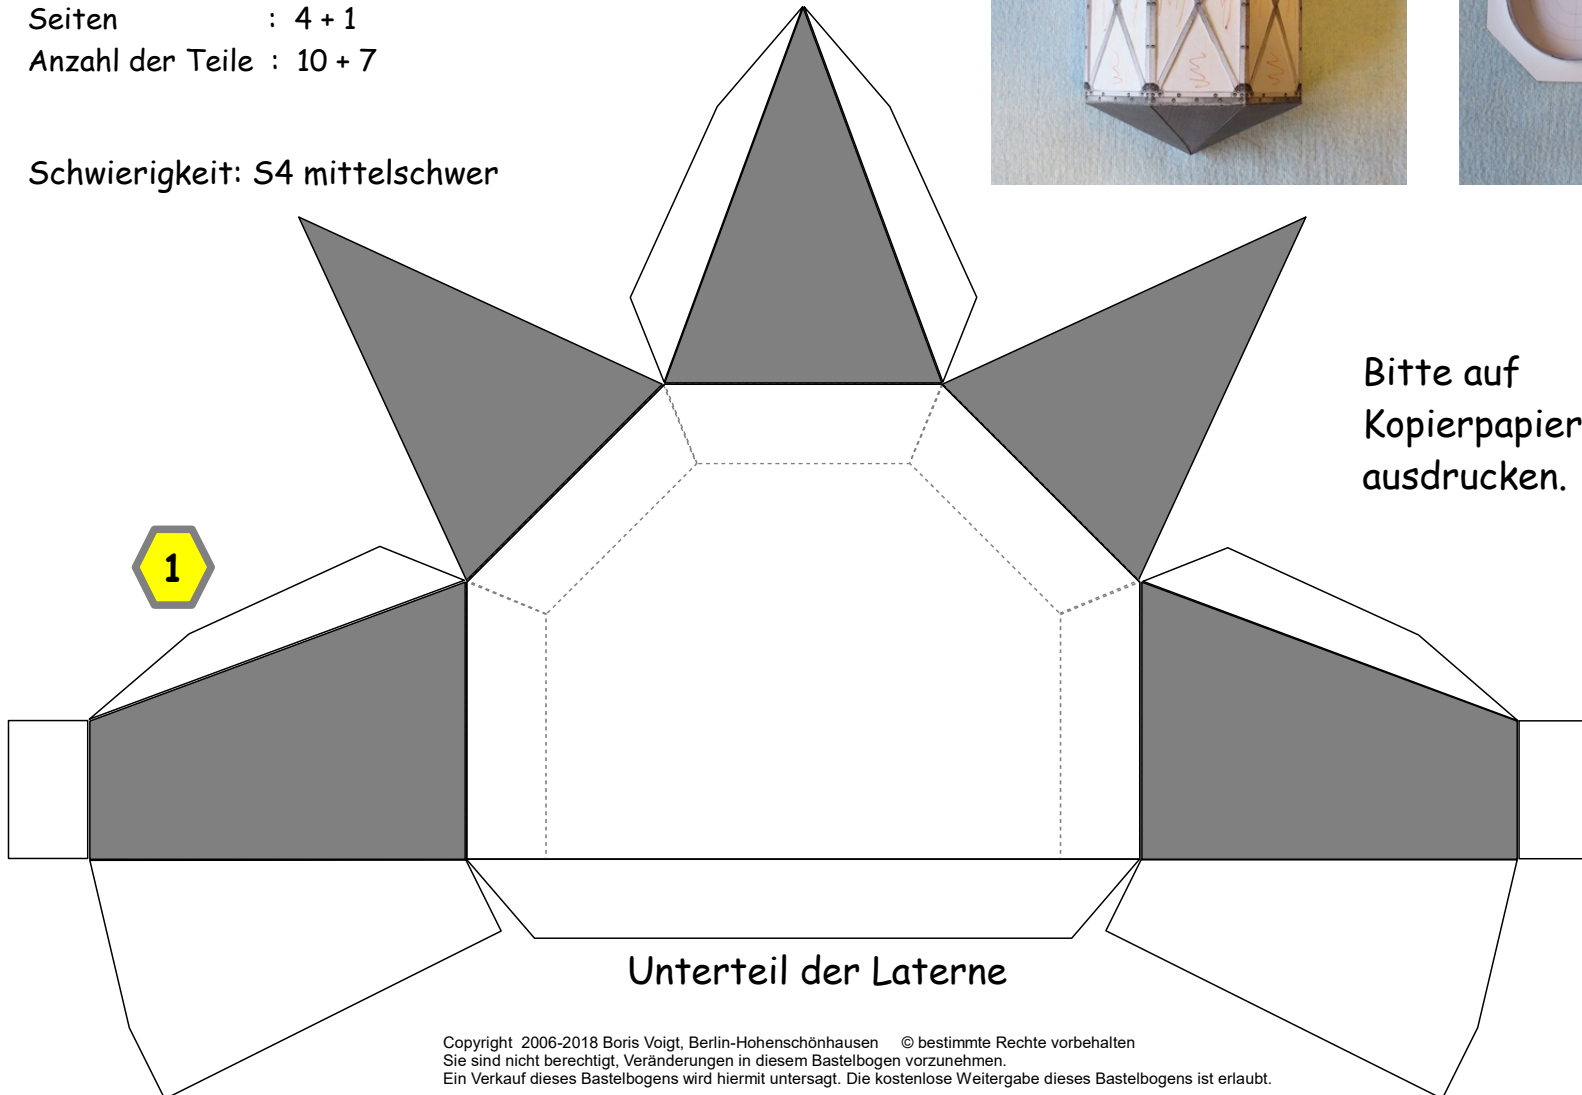 Seiten : 4 + 1
Anzahl der Teile : 10 + 7
Schwierigkeit: S4 mittelschwer
Bitte auf
Kopierpapier
ausdrucken.
1
Unterteil der Laterne
Copyright 2006-2018 Boris Voigt, Berlin-Hohenschönhausen © bestimmte Rechte vorbehalten
Sie sind nicht berechtigt, Veränderungen in diesem Bastelbogen vorzunehmen.
Ein Verkauf dieses Bastelbogens wird hiermit untersagt. Die kostenlose Weitergabe dieses Bastelbogens ist erlaubt.